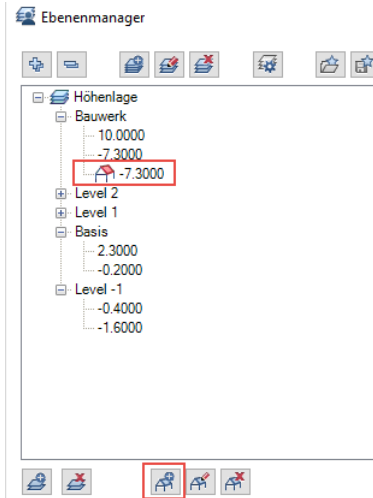 Ebenenmanager
Höhenlage
Bauwerk
10.0000
-7.3000
-7.3000
Level 2
Level 1
Basis
2.3000
-0.2000
Level -1
-0.4000
-1.6000